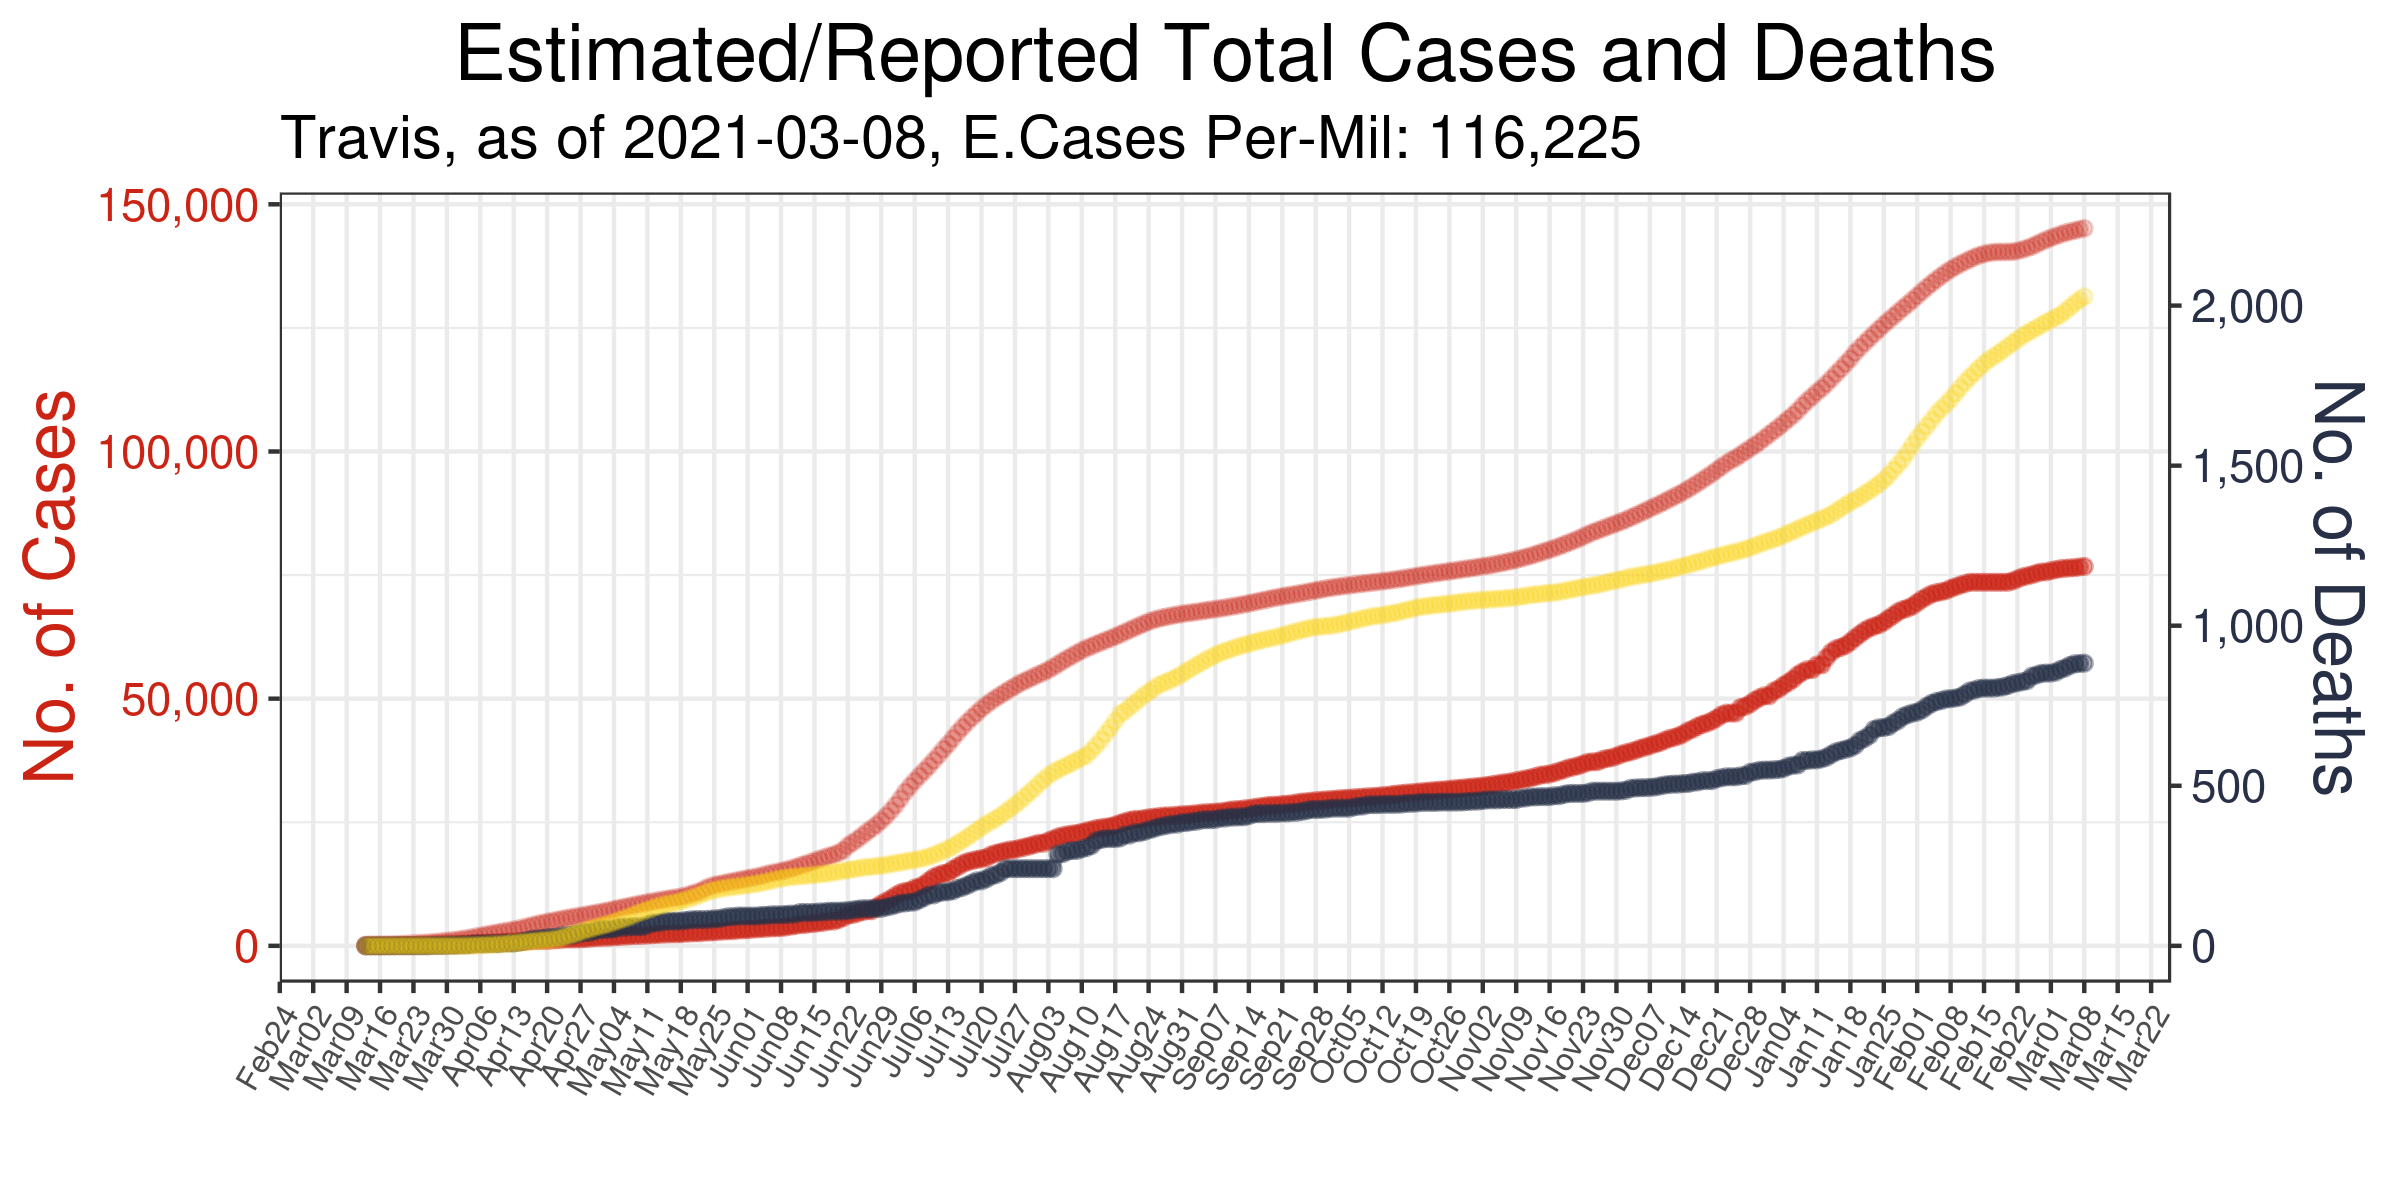 Estimated/Reported Total Cases and Deaths
Travis, as of 2021-03-08, E.Cases Per-Mil: 116,225
No. of Cases
150,000
100,000
50,000
0
No. of Deaths
2,000
1,500
1,000
500
0
Feb24 Mar02 Mar09 Mar16 Mar23 Mar30 Apr06 Apr13 Apr20 Apr27 May04 May11 May18 May25 Jun01 Jun08 Jun15 Jun22 Jun29 Jul06 Jul13 Jul20 Jul27 Aug03 Aug10 Aug17 Aug24 Aug31 Sep07 Sep14 Sep21 Sep28 Oct05 Oct12 Oct19 Oct26 Nov02 Nov09 Nov16 Nov23 Nov30 Dec07 Dec14 Dec21 Dec28 Jan04 Jan11 Jan18 Jan25 Feb01 Feb08 Feb15 Feb22 Mar01 Mar08 Mar15 Mar22